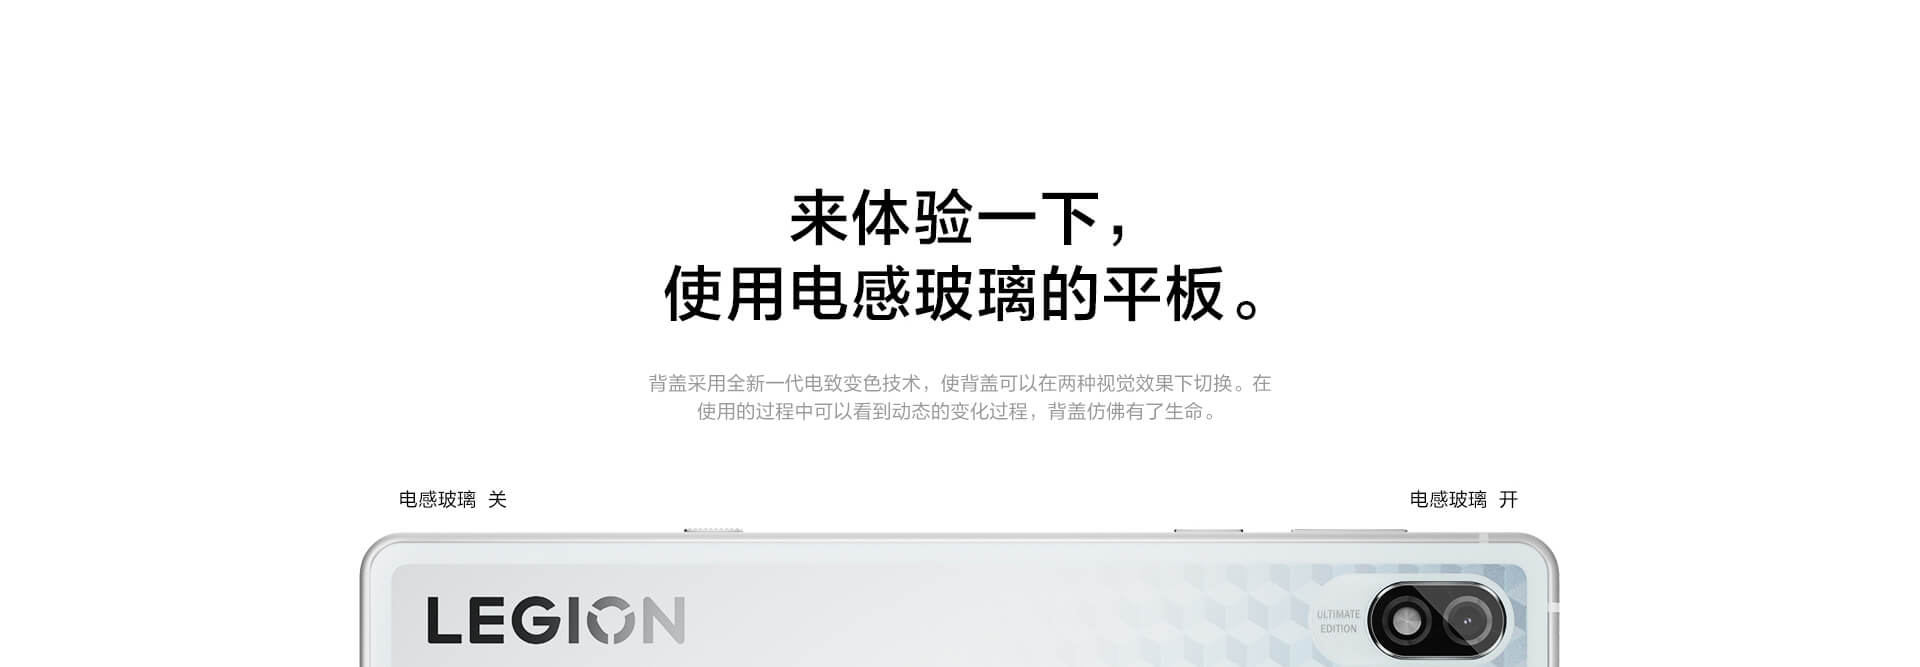 来体验一下，
使用电感玻璃的平板。
背盖采用全新一代电致变色技术，使背盖可以在两种视觉效果下切换。在
使用的过程中可以看到动态的变化过程，背盖仿佛有了生命。
电感玻璃 关
电感玻璃 开
LEGION
ULTIMATE
EDITION